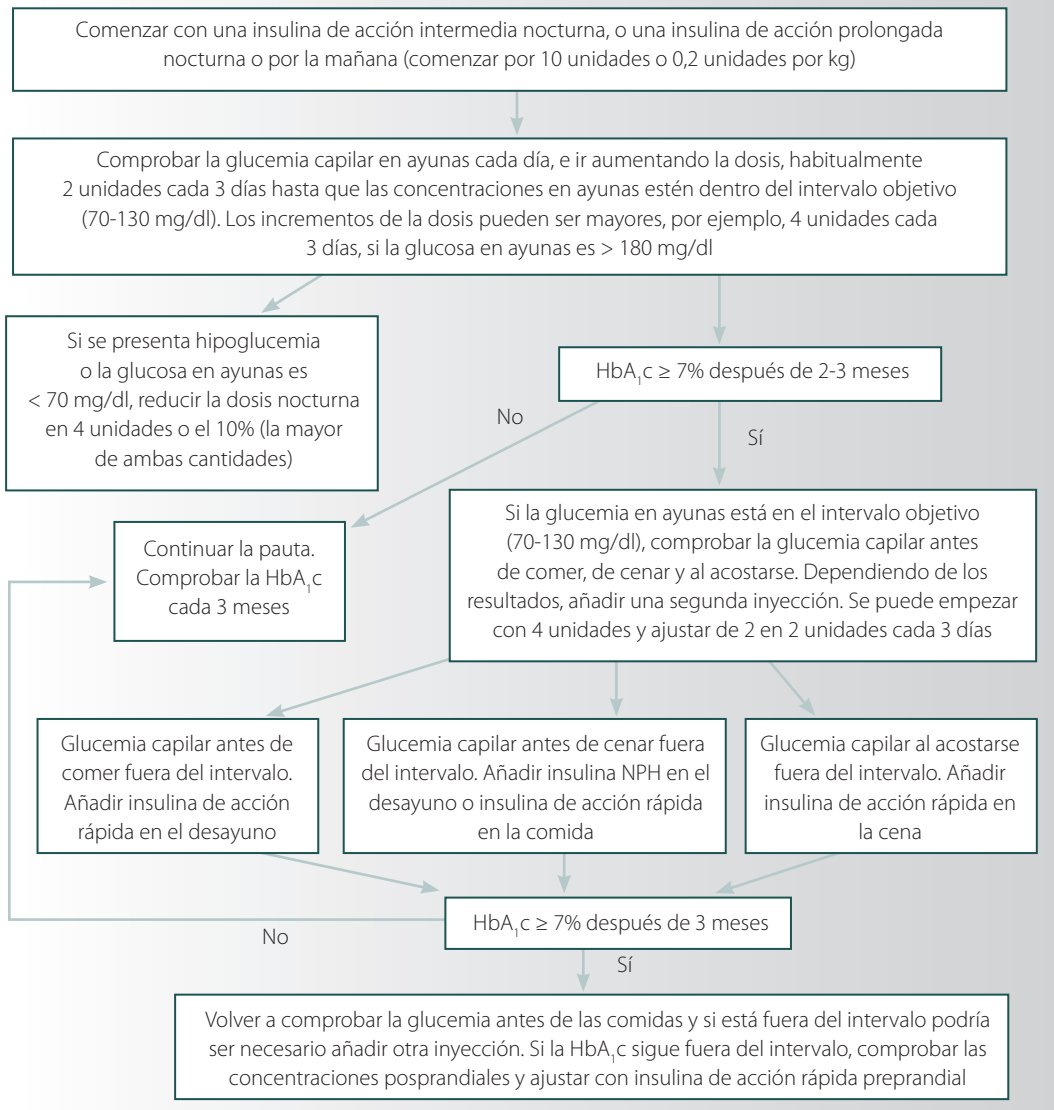 Comenzar con una insulina de acción intermedia nocturna, o una insulina de acción prolongada
nocturna o por la mañana (comenzar por 10 unidades o 0,2 unidades por kg)
Comprobar la glucemia capilar en ayunas cada día, e ir aumentando la dosis, habitualmente
2 unidades cada 3 días hasta que las concentraciones en ayunas estén dentro del intervalo objetivo
(70-130 mg/dl). Los incrementos de la dosis pueden ser mayores, por ejemplo, 4 unidades cada
3 días, si la glucosa en ayunas es > 180 mg/dl
Si se presenta hipoglucemia
o la glucosa en ayunas es
< 70 mg/dl, reducir la dosis nocturna
en 4 unidades o el 10% (la mayor
de ambas cantidades)
HbA₁c ≥ 7% después de 2-3 meses
No
Sí
Continuar la pauta.
Comprobar la HbA₁c
cada 3 meses
Si la glucemia en ayunas está en el intervalo objetivo
(70-130 mg/dl), comprobar la glucemia capilar antes
de comer, de cenar y al acostarse. Dependiendo de los
resultados, añadir una segunda inyección. Se puede empezar
con 4 unidades y ajustar de 2 en 2 unidades cada 3 días
Glucemia capilar antes de
comer fuera del intervalo.
Añadir insulina de acción
rápida en el desayuno
Glucemia capilar antes de cenar fuera
del intervalo. Añadir insulina NPH en el
desayuno o insulina de acción rápida
en la comida
Glucemia capilar al acostarse
fuera del intervalo. Añadir
insulina de acción rápida en
la cena
HbA₁c ≥ 7% después de 3 meses
No
Sí
Volver a comprobar la glucemia antes de las comidas y si está fuera del intervalo podría
ser necesario añadir otra inyección. Si la HbA₁c sigue fuera del intervalo, comprobar las
concentraciones posprandiales y ajustar con insulina de acción rápida preprandial